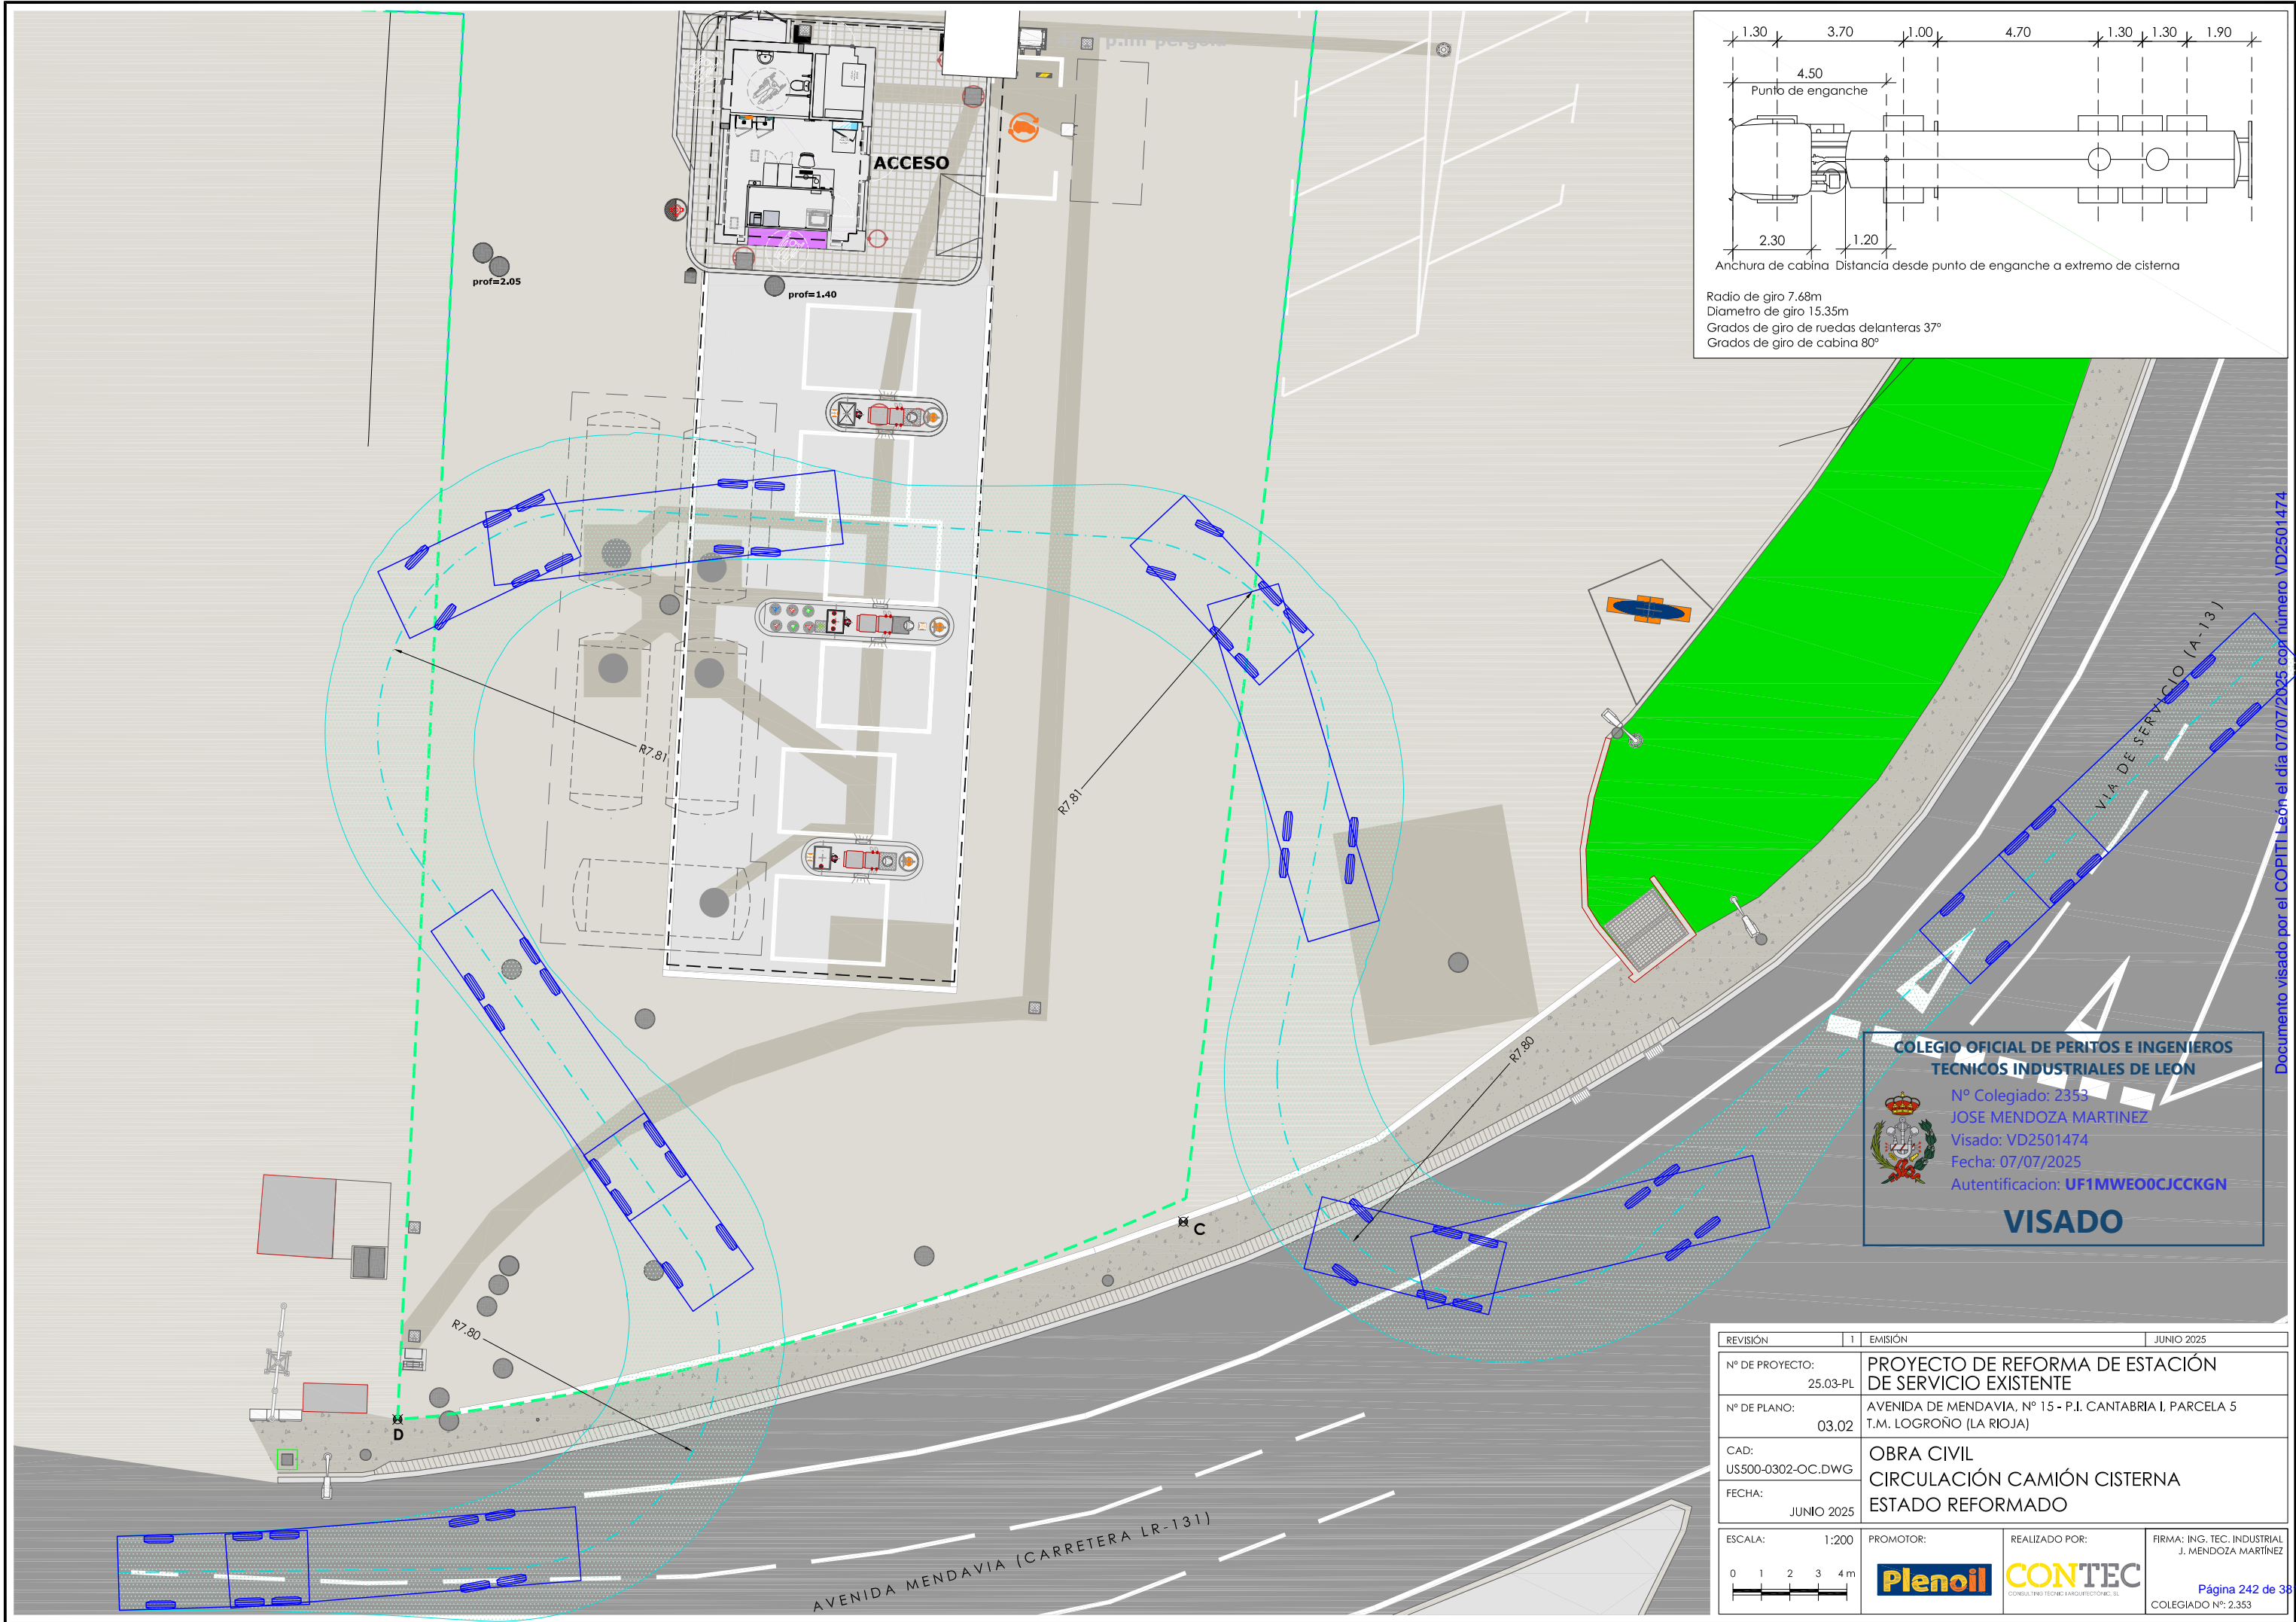 1.30 3.70 1.00 4.70 1.30 1.30 1.90
4.50
Punto de enganche
2.30 1.20
Anchura de cabina Distancia desde punto de enganche a extremo de cisterna
Radio de giro 7.68m
Diametro de giro 15.35m
Grados de giro de ruedas delanteras 37º
Grados de giro de cabina 80º
p.inf pergola
ACCESO
prof=2.05
prof=1.40
R7.81
R7.81
R7.80
R7.80
C
D
VIA DE SERVICIO (A-13)
AVENIDA MENDAVIA (CARRETERA LR-131)
Documento visado por el COPITI León el día 07/07/2025 con número VD2501474
COLEGIO OFICIAL DE PERITOS E INGENIEROS
TECNICOS INDUSTRIALES DE LEON
Nº Colegiado: 2353
JOSE MENDOZA MARTINEZ
Visado: VD2501474
Fecha: 07/07/2025
Autentificacion: UF1MWEO0CJCCKGN
VISADO
REVISIÓN 1 EMISIÓN JUNIO 2025
Nº DE PROYECTO:
25.03-PL
PROYECTO DE REFORMA DE ESTACIÓN
DE SERVICIO EXISTENTE
Nº DE PLANO:
03.02
AVENIDA DE MENDAVIA, Nº 15 - P.I. CANTABRIA I, PARCELA 5
T.M. LOGROÑO (LA RIOJA)
CAD:
US500-0302-OC.DWG
FECHA:
JUNIO 2025
OBRA CIVIL
CIRCULACIÓN CAMIÓN CISTERNA
ESTADO REFORMADO
ESCALA: 1:200
0 1 2 3 4 m
PROMOTOR:
Plenoil
REALIZADO POR:
CONTEC
CONSULTING TÉCNIC I ARQUITECTÒNIC, SL
FIRMA: ING. TEC. INDUSTRIAL
J. MENDOZA MARTÍNEZ
Página 242 de 38
COLEGIADO Nº: 2.353